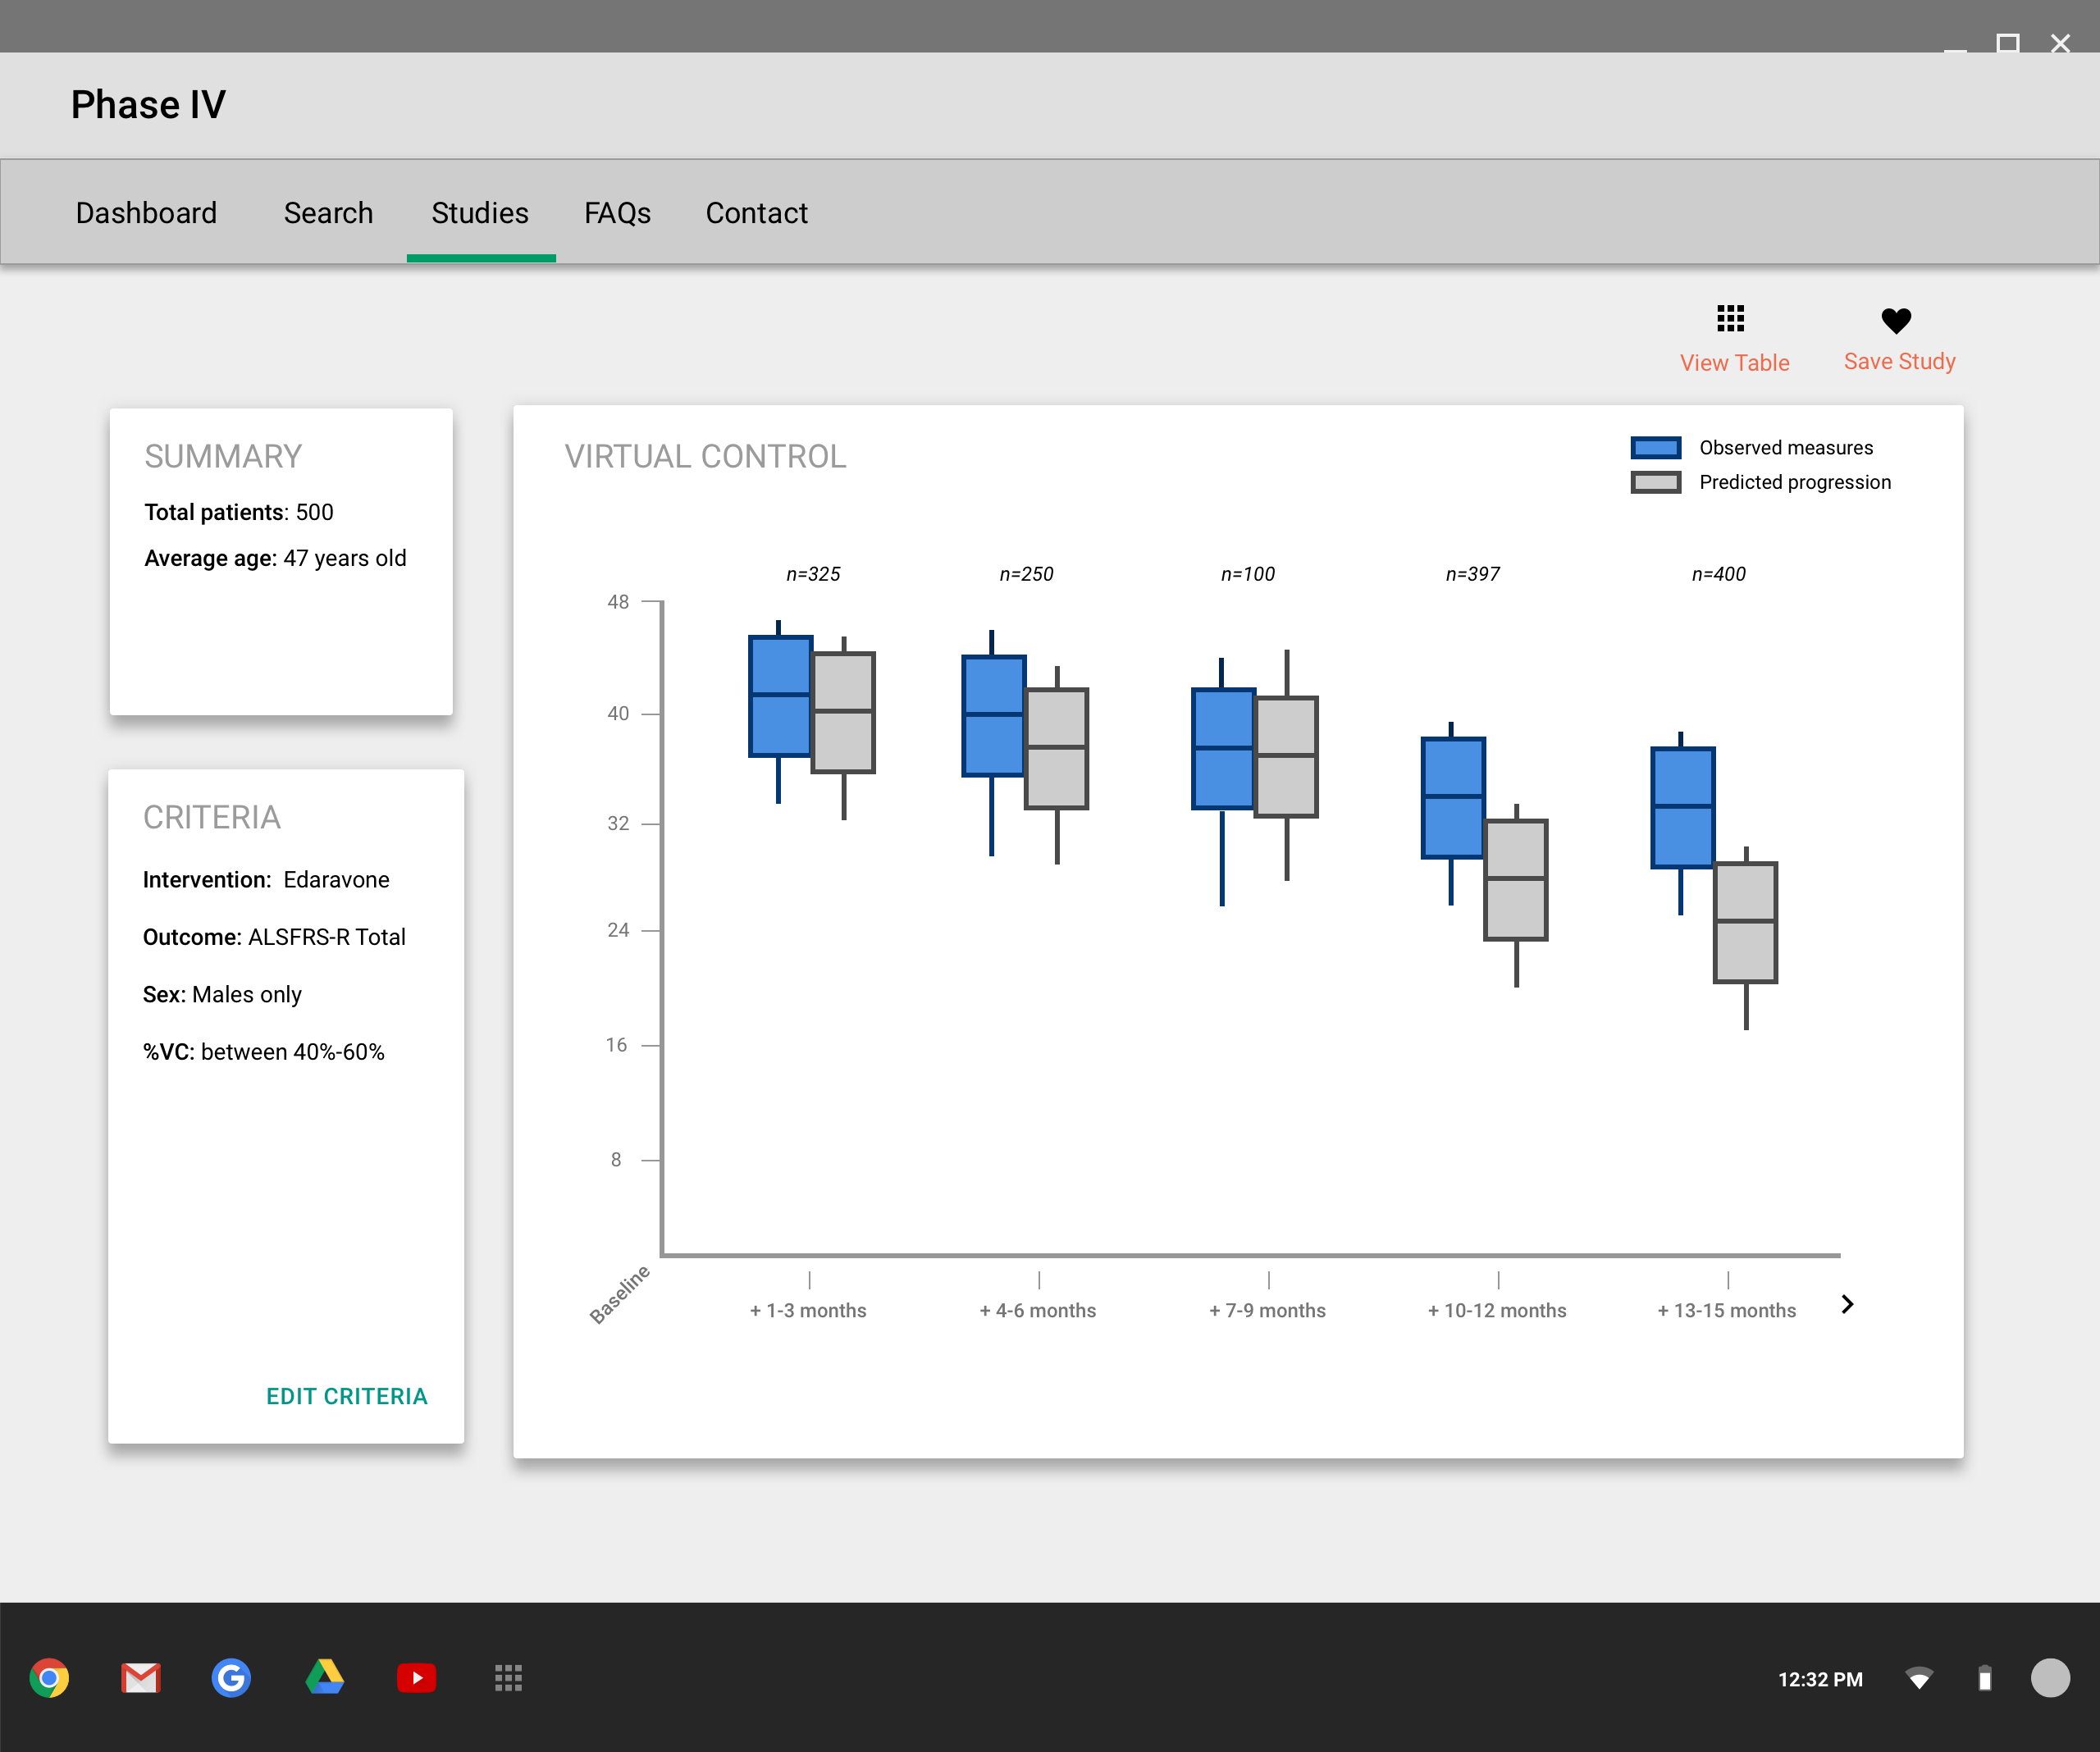 Phase IV
Dashboard Search Studies FAQs Contact
View Table Save Study
SUMMARY
Total patients: 500
Average age: 47 years old
CRITERIA
Intervention: Edaravone
Outcome: ALSFRS-R Total
Sex: Males only
%VC: between 40%-60%
EDIT CRITERIA
VIRTUAL CONTROL
Observed measures
Predicted progression
n=325 n=250 n=100 n=397 n=400
48
40
32
24
16
8
Baseline
+ 1-3 months + 4-6 months + 7-9 months + 10-12 months + 13-15 months
12:32 PM